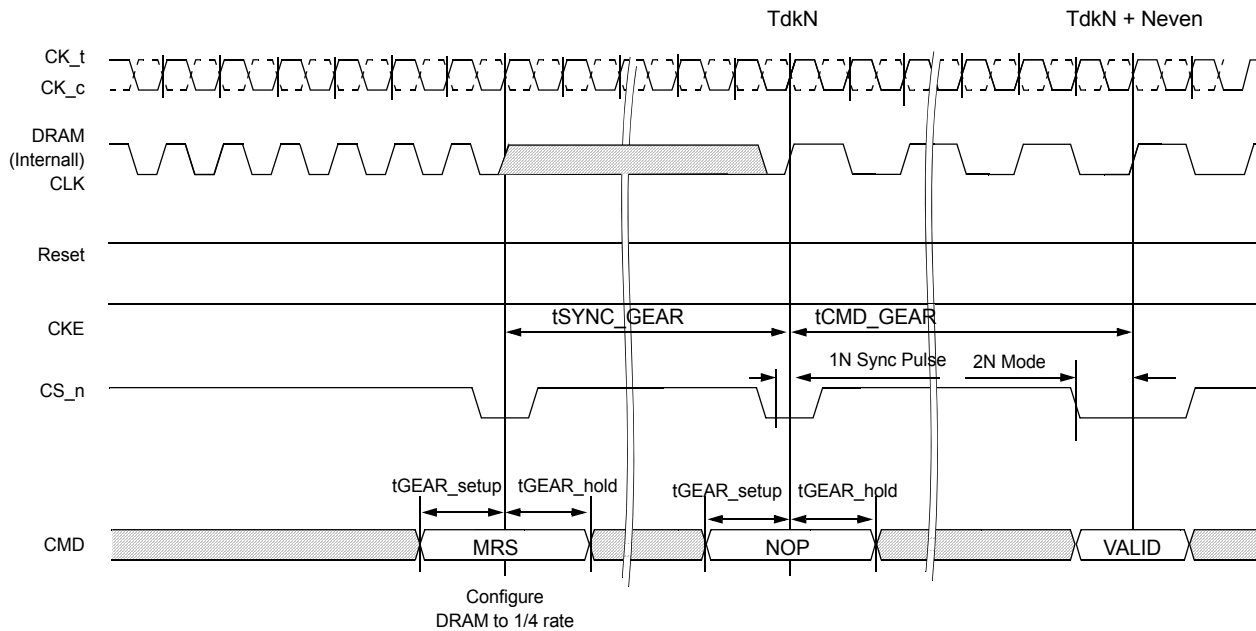 TdkN
TdkN + Neven
CK_t
CK_c
DRAM
(Internall)
CLK
Reset
CKE
tSYNC_GEAR
tCMD_GEAR
1N Sync Pulse
2N Mode
CS_n
tGEAR_setup
tGEAR_hold
tGEAR_setup
tGEAR_hold
CMD
MRS
NOP
VALID
Configure
DRAM to 1/4 rate